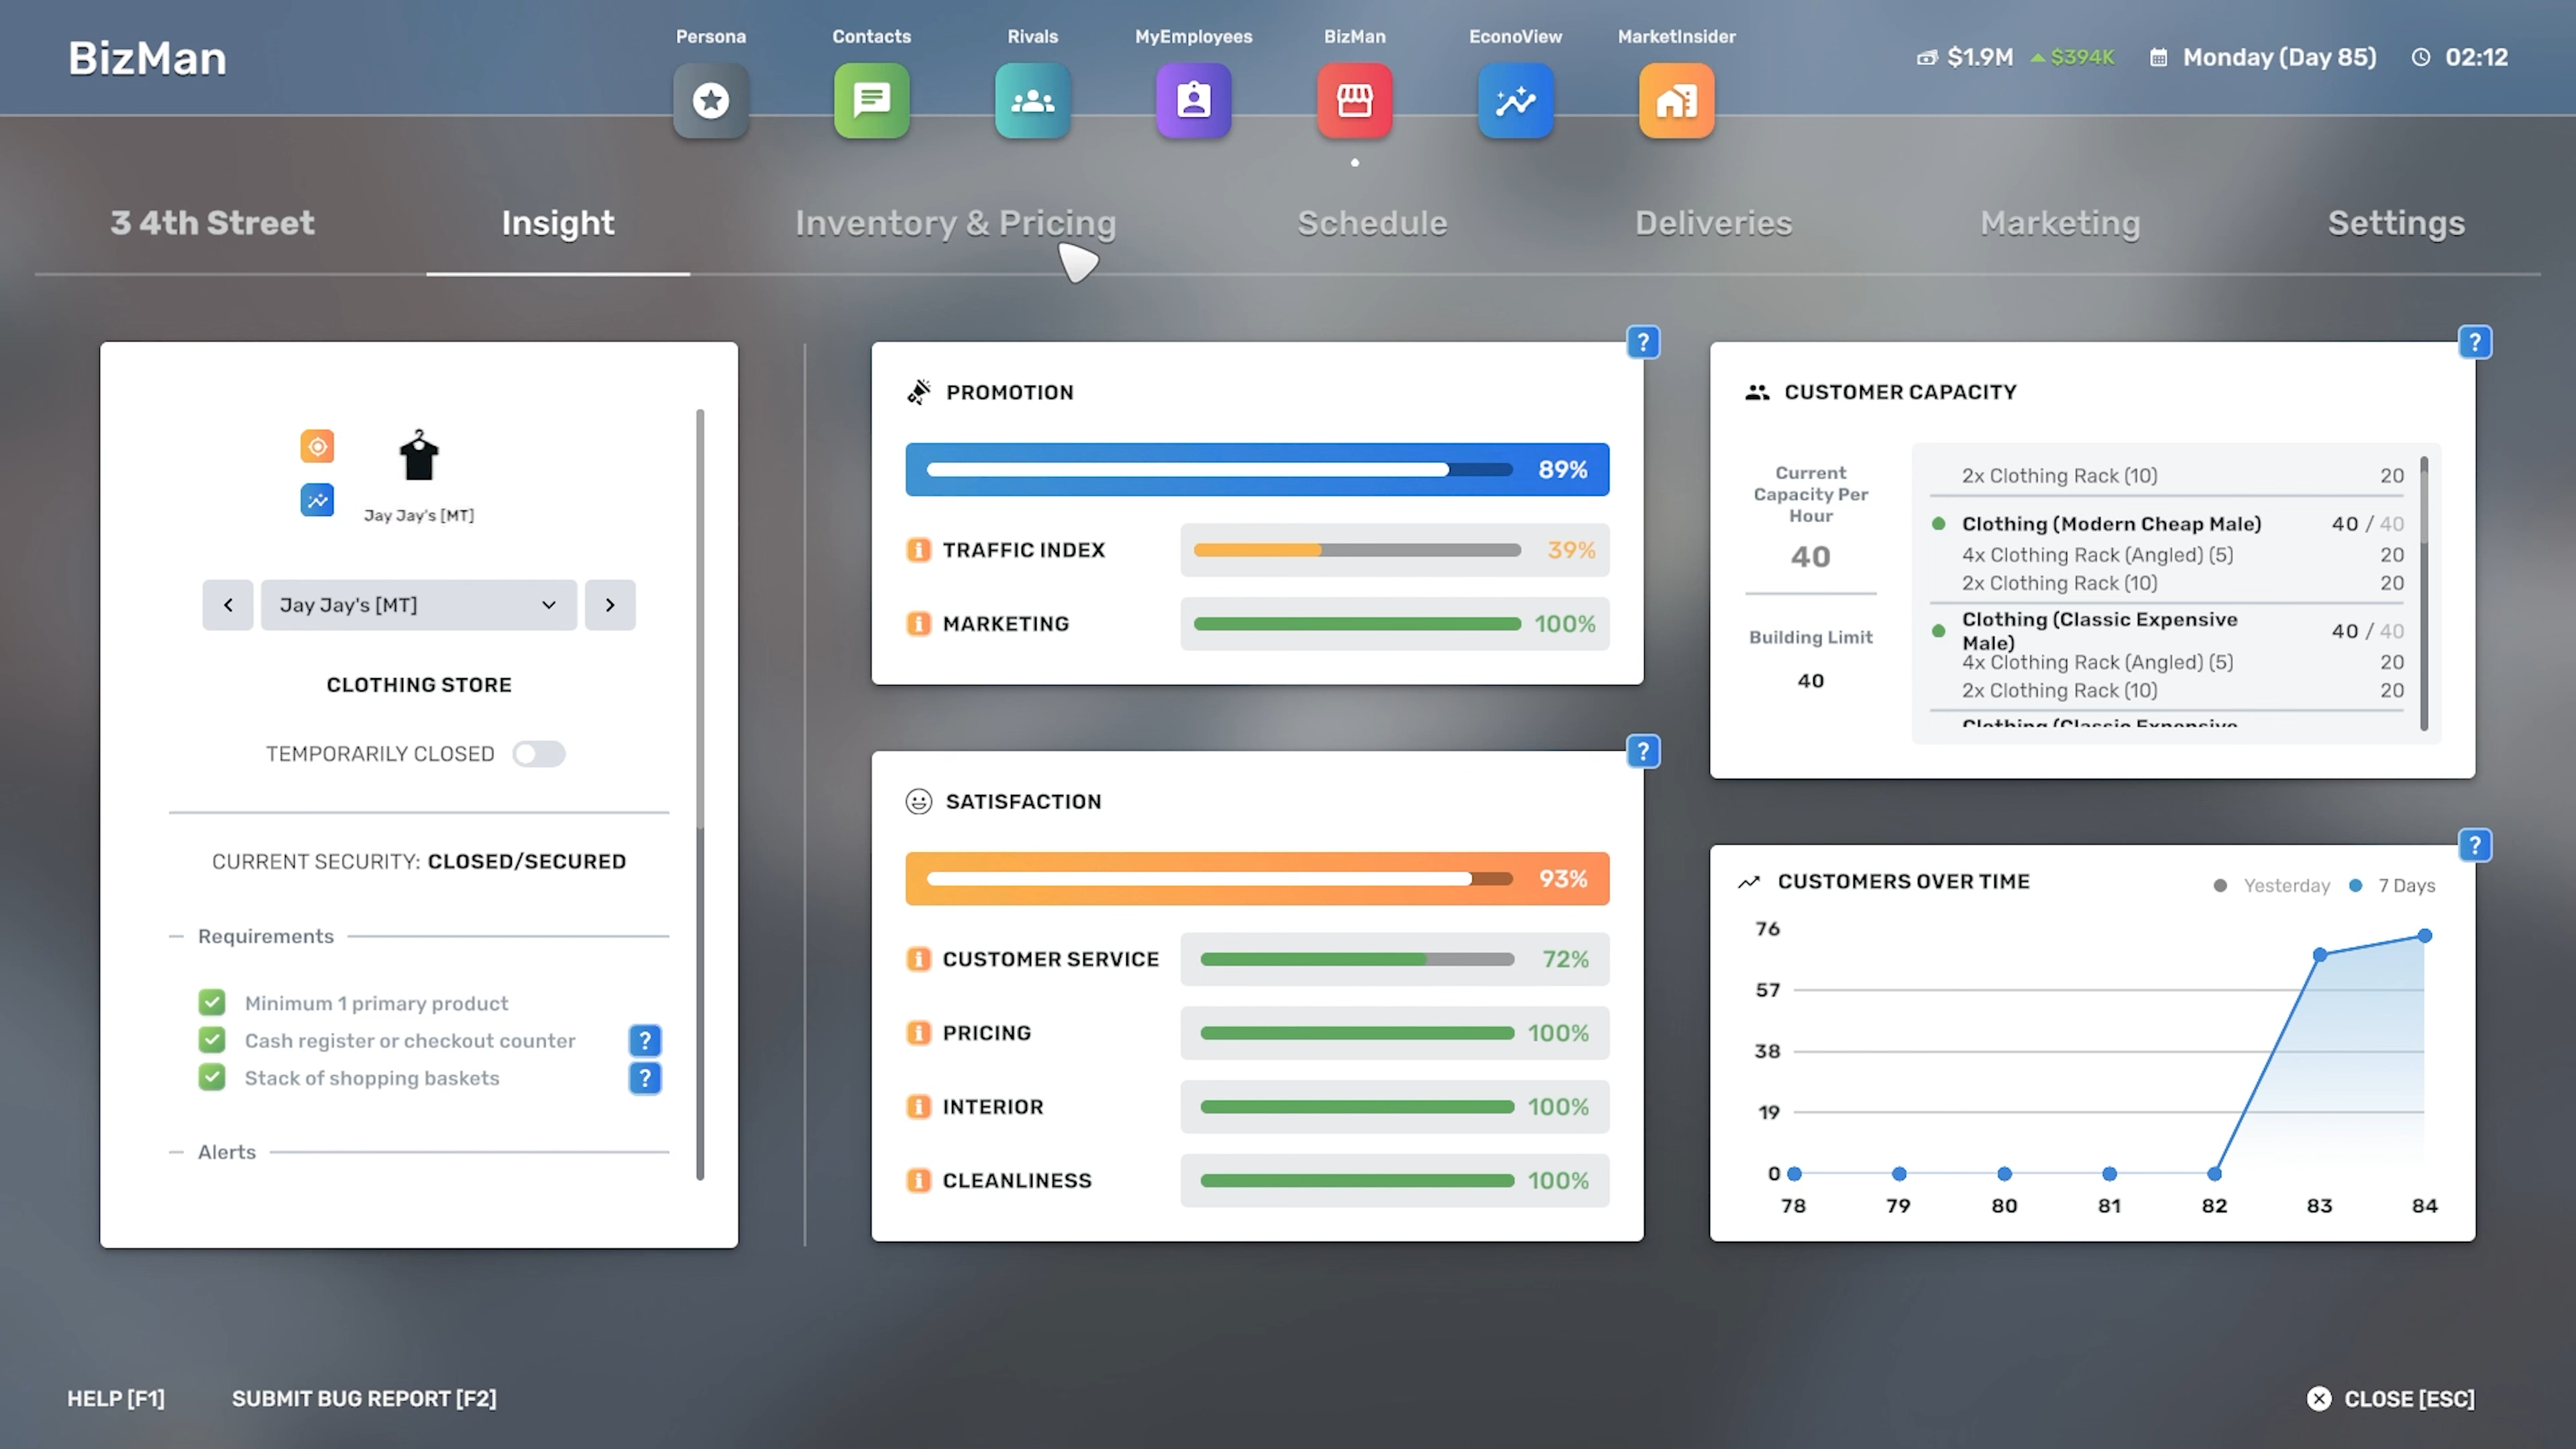 BizMan
Persona
Contacts
Rivals
MyEmployees
BizMan
EconoView
MarketInsider
$1.9M
$394K
Monday (Day 85)
02:12
3 4th Street
Insight
Inventory & Pricing
Schedule
Deliveries
Marketing
Settings
Jay Jay's [MT]
Jay Jay's [MT]
CLOTHING STORE
TEMPORARILY CLOSED
CURRENT SECURITY: CLOSED/SECURED
Requirements
Minimum 1 primary product
Cash register or checkout counter
?
Stack of shopping baskets
?
Alerts
?
PROMOTION
89%
TRAFFIC INDEX
39%
MARKETING
100%
?
SATISFACTION
93%
CUSTOMER SERVICE
72%
PRICING
100%
INTERIOR
100%
CLEANLINESS
100%
?
CUSTOMER CAPACITY
Current
Capacity Per
Hour
40
Building Limit
40
2x Clothing Rack (10) 20
Clothing (Modern Cheap Male) 40 / 40
4x Clothing Rack (Angled) (5) 20
2x Clothing Rack (10) 20
Clothing (Classic Expensive
Male) 40 / 40
4x Clothing Rack (Angled) (5) 20
2x Clothing Rack (10) 20
Clothing (Classic Expensive
?
CUSTOMERS OVER TIME
Yesterday
7 Days
76
57
38
19
0
78 79 80 81 82 83 84
HELP [F1]
SUBMIT BUG REPORT [F2]
CLOSE [ESC]